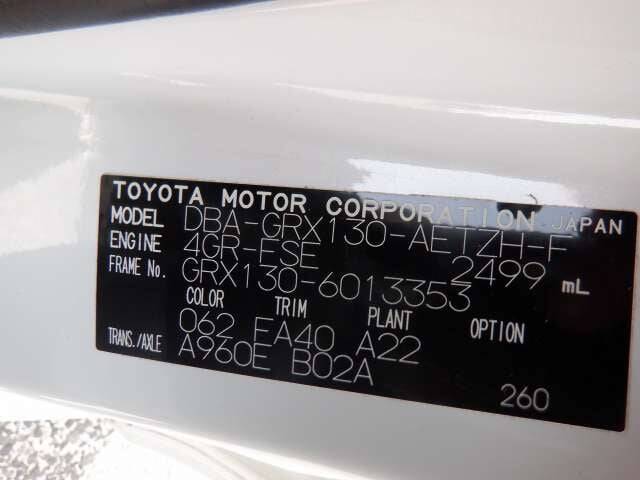 TOYOTA MOTOR CORPORATION JAPAN
MODEL DBA-GRX130-AETZH-F
ENGINE 4GR-FSE 2499 mL
FRAME No. GRX130-6013353
COLOR TRIM PLANT OPTION
062 FA40 A22
TRANS./AXLE A960E B02A
260